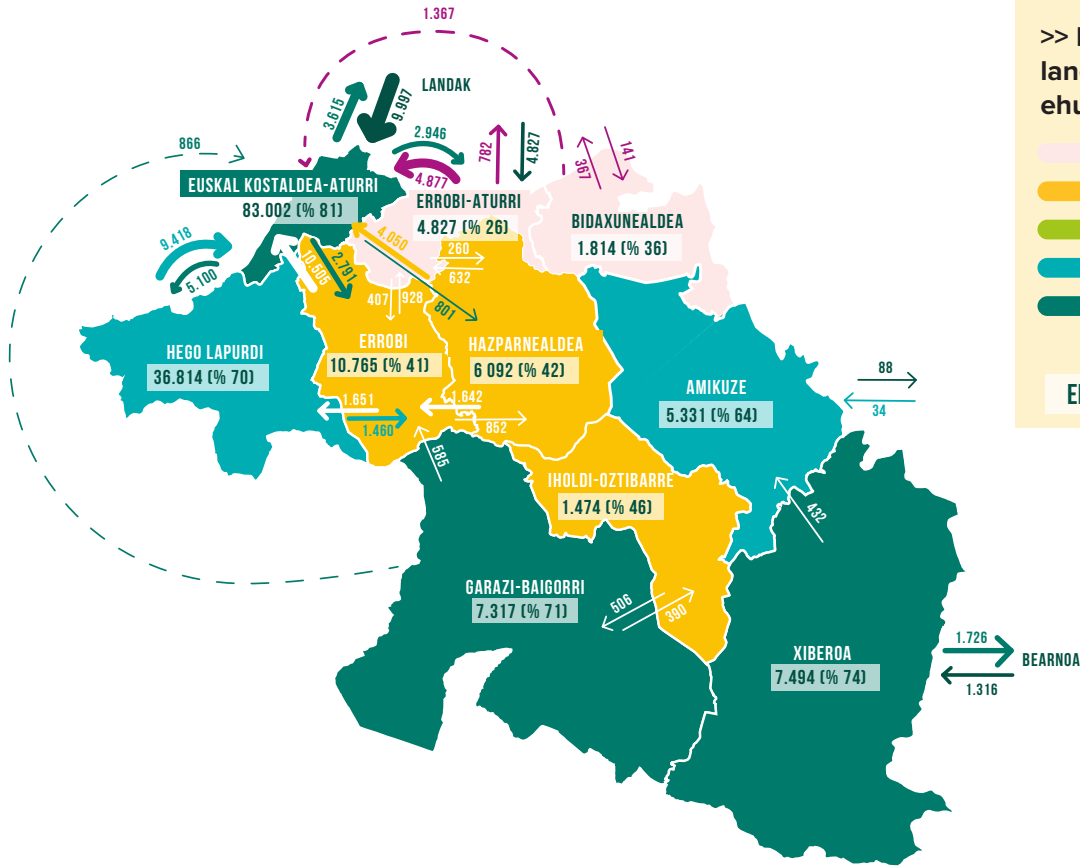 1.367
>>
3.615
9.997
LANDAK
2.946
4.877
782
4.827
367
141
866
EUSKAL KOSTALDEA-ATURRI
83.002 (% 81)
ERROBI-ATURRI
4.827 (% 26)
BIDAXUNEALDEA
1.814 (% 36)
9.418
5.100
10.505
2.791
4.050
260
632
407
928
801
HEGO LAPURDI
36.814 (% 70)
ERROBI
10.765 (% 41)
HAZPARNEALDEA
6 092 (% 42)
AMIKUZE
5.331 (% 64)
88
34
1.651
1.460
1.642
852
585
IHOLDI-OZTIBARRE
1.474 (% 46)
432
GARAZI-BAIGORRI
7.317 (% 71)
506
390
XIBEROA
7.494 (% 74)
1.726
BEARNOA
1.316